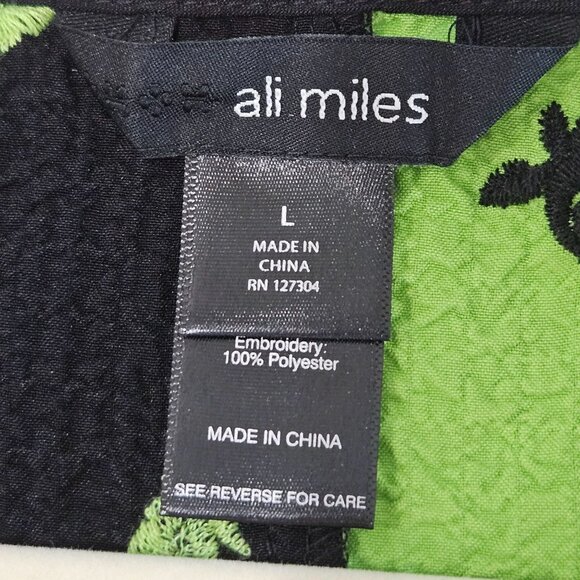 ali miles
L
MADE IN
CHINA
RN 127304
Embroidery:
100% Polyester
MADE IN CHINA
SEE REVERSE FOR CARE